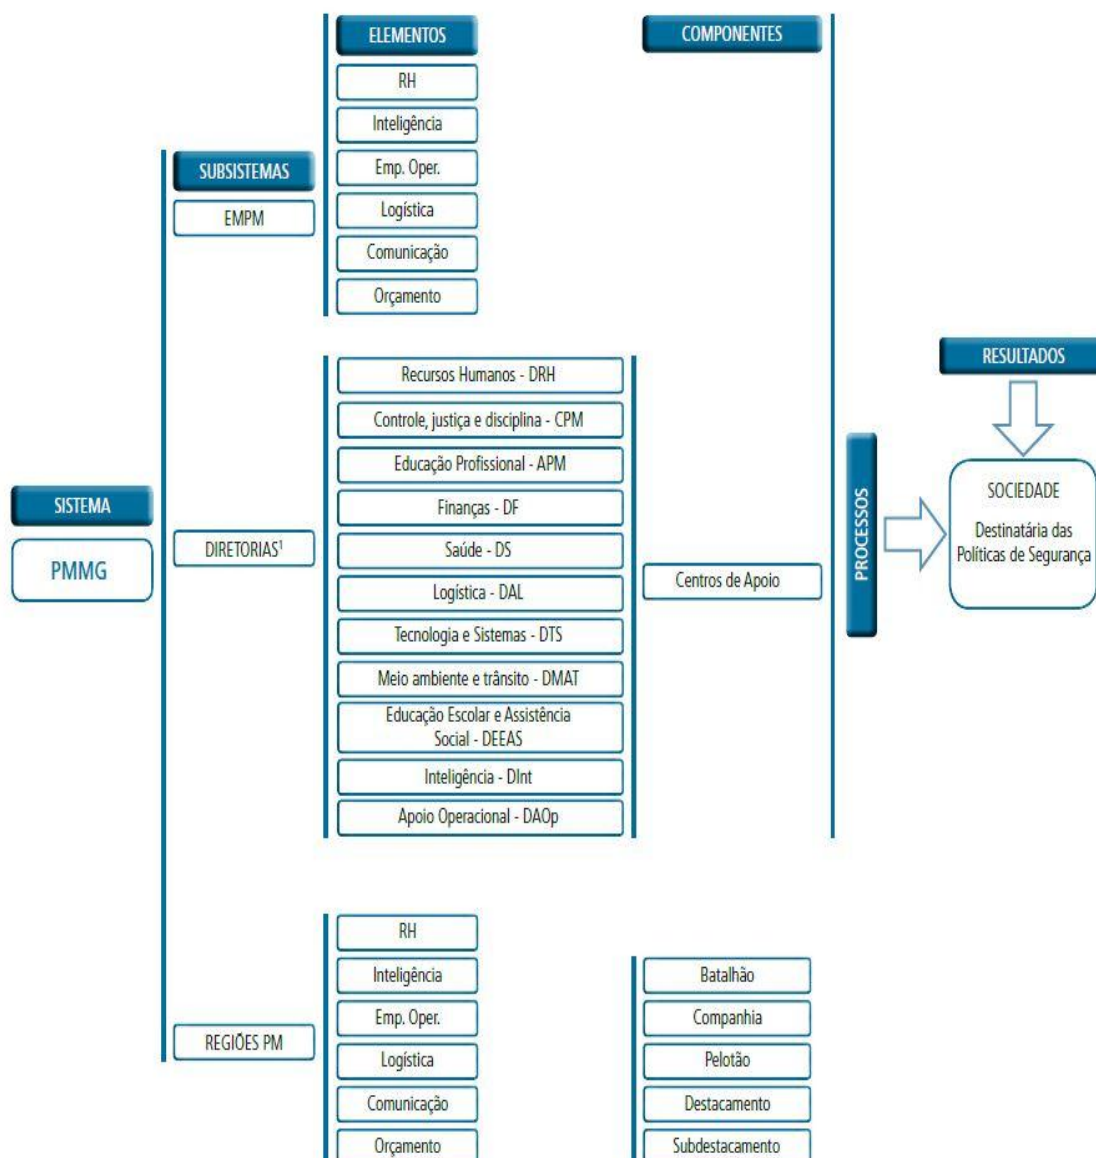 ELEMENTOS
RH
Inteligência
Emp. Oper.
Logística
Comunicação
Orçamento
COMPONENTES
SUBSISTEMAS
EMPM
SISTEMA
PMMG
DIRETORIAS¹
Recursos Humanos - DRH
Controle, justiça e disciplina - CPM
Educação Profissional - APM
Finanças - DF
Saúde - DS
Logística - DAL
Tecnologia e Sistemas - DTS
Meio ambiente e trânsito - DMAT
Educação Escolar e Assistência
Social - DEEAS
Inteligência - DInt
Apoio Operacional - DAOp
Centros de Apoio
PROCESSOS
RESULTADOS
SOCIEDADE
Destinatária das
Políticas de Segurança
REGIÕES PM
RH
Inteligência
Emp. Oper.
Logística
Comunicação
Orçamento
Batalhão
Companhia
Pelotão
Destacamento
Subdestacamento